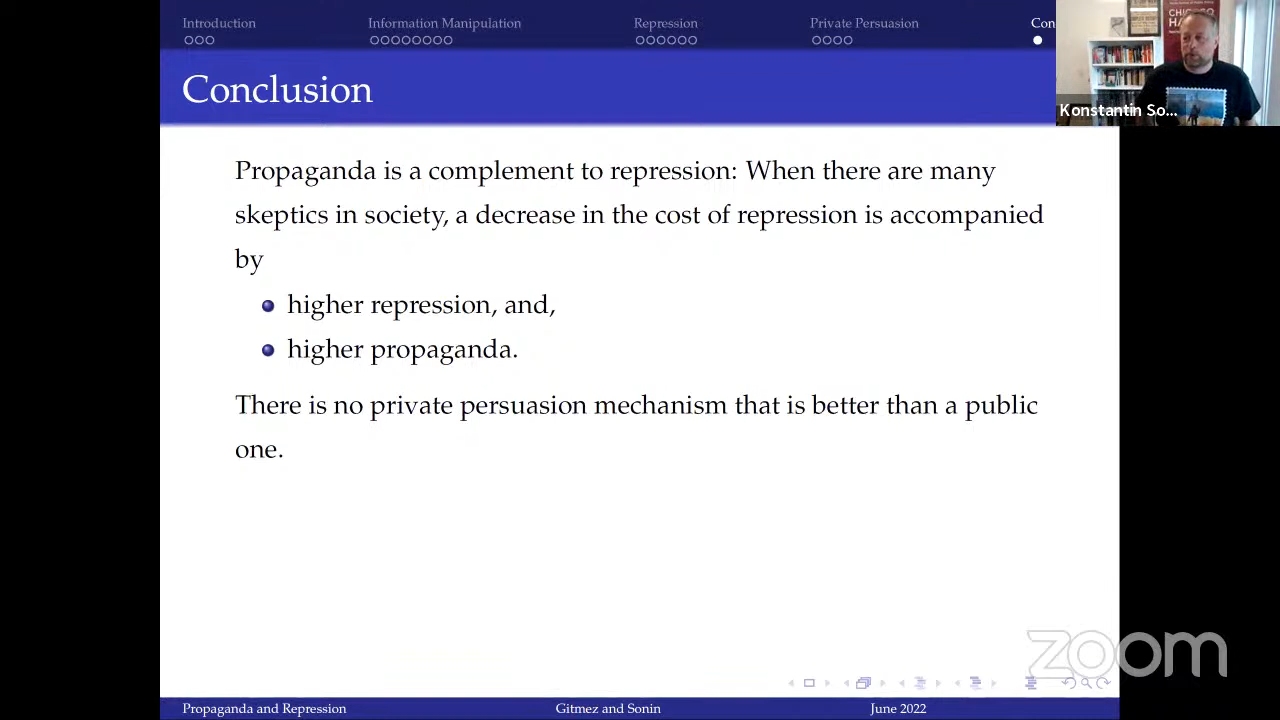 Introduction Information Manipulation Repression Private Persuasion Con
Conclusion
Konstantin So...
Propaganda is a complement to repression: When there are many
skeptics in society, a decrease in the cost of repression is accompanied
by
higher repression, and,
higher propaganda.
There is no private persuasion mechanism that is better than a public
one.
zoom
Propaganda and Repression Gitmez and Sonin June 2022